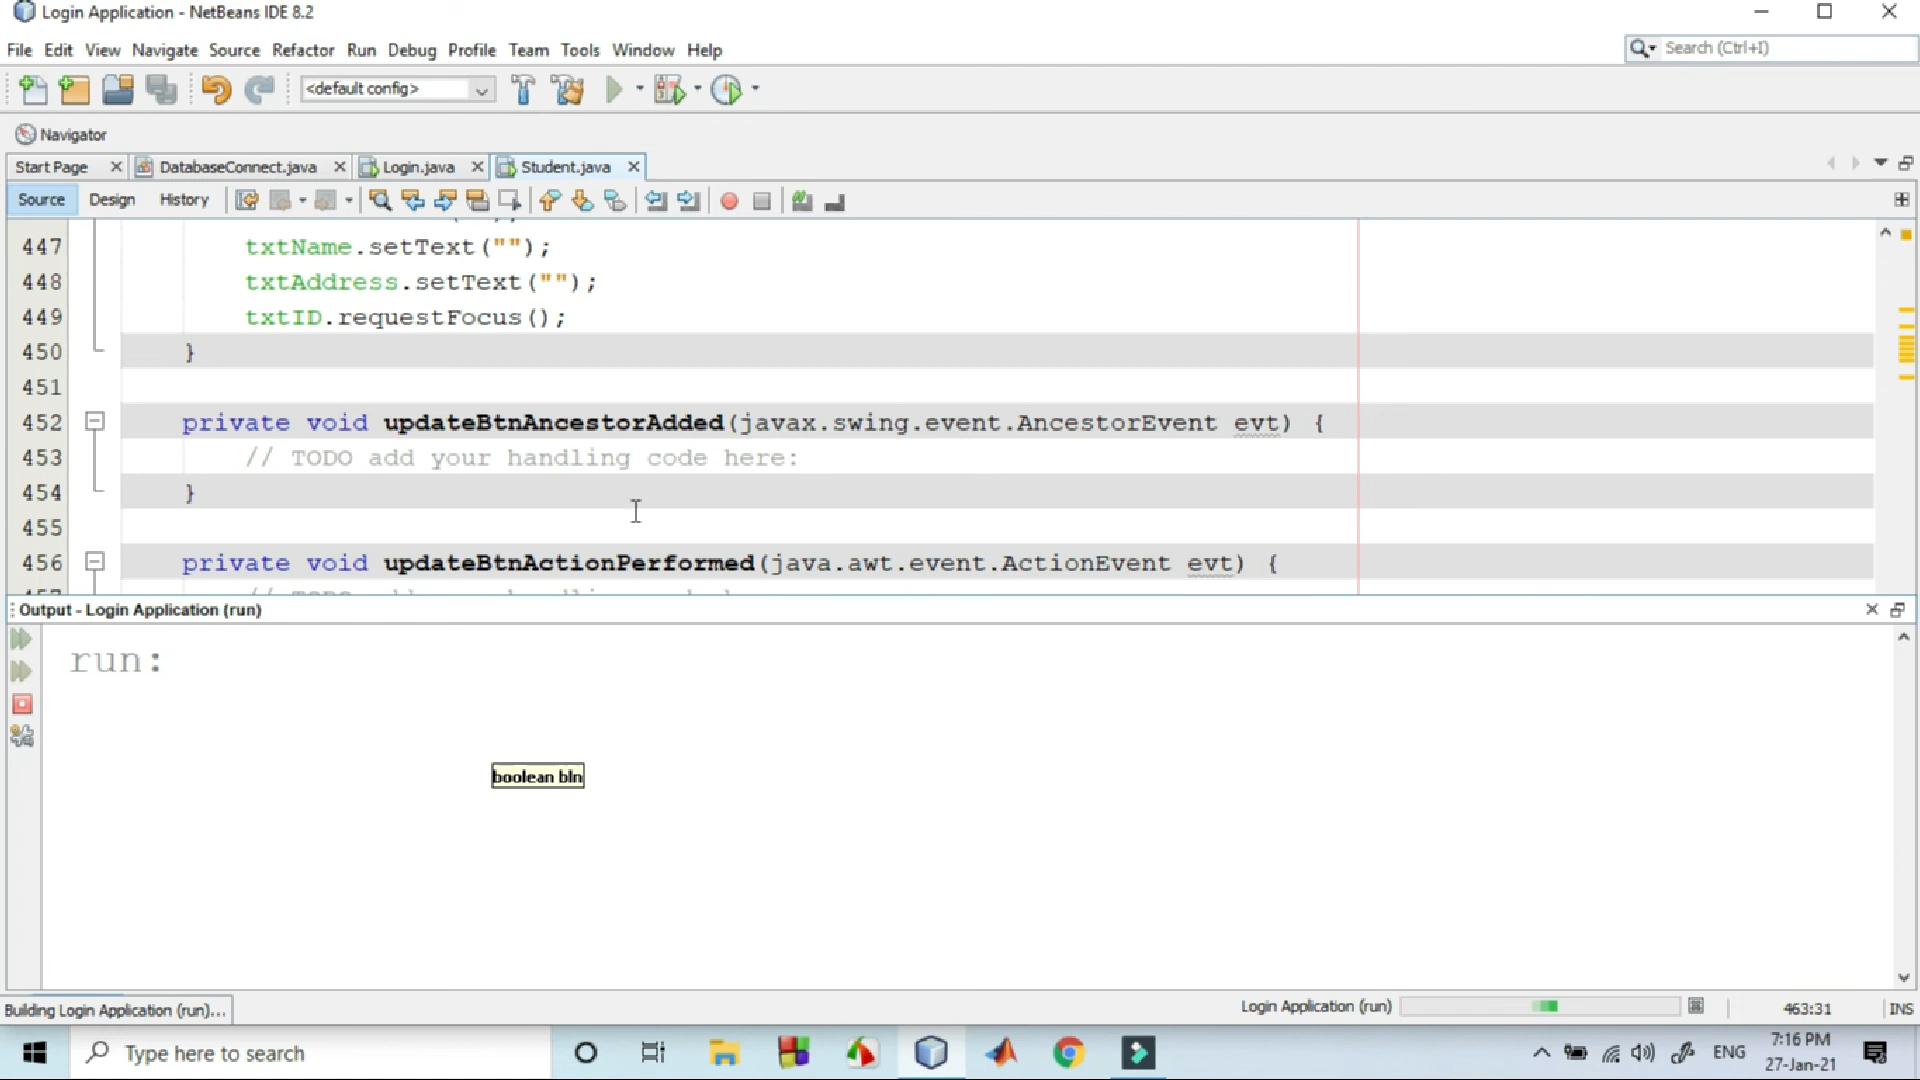 Login Application - NetBeans IDE 8.2
File Edit View Navigate Source Refactor Run Debug Profile Team Tools Window Help
Search (Ctrl+I)
<default config>
Navigator
Start Page DatabaseConnect.java Login.java Student.java
Source Design History
447 txtName.setText("");
448 txtAddress.setText("");
449 txtID.requestFocus();
450 }
451
452 private void updateBtnAncestorAdded(javax.swing.event.AncestorEvent evt) {
453 // TODO add your handling code here:
454 }
455
456 private void updateBtnActionPerformed(java.awt.event.ActionEvent evt) {
Output - Login Application (run)
run:
boolean bln
Building Login Application (run)...
Login Application (run)
463:31
INS
Type here to search
ENG
7:16 PM
27-Jan-21